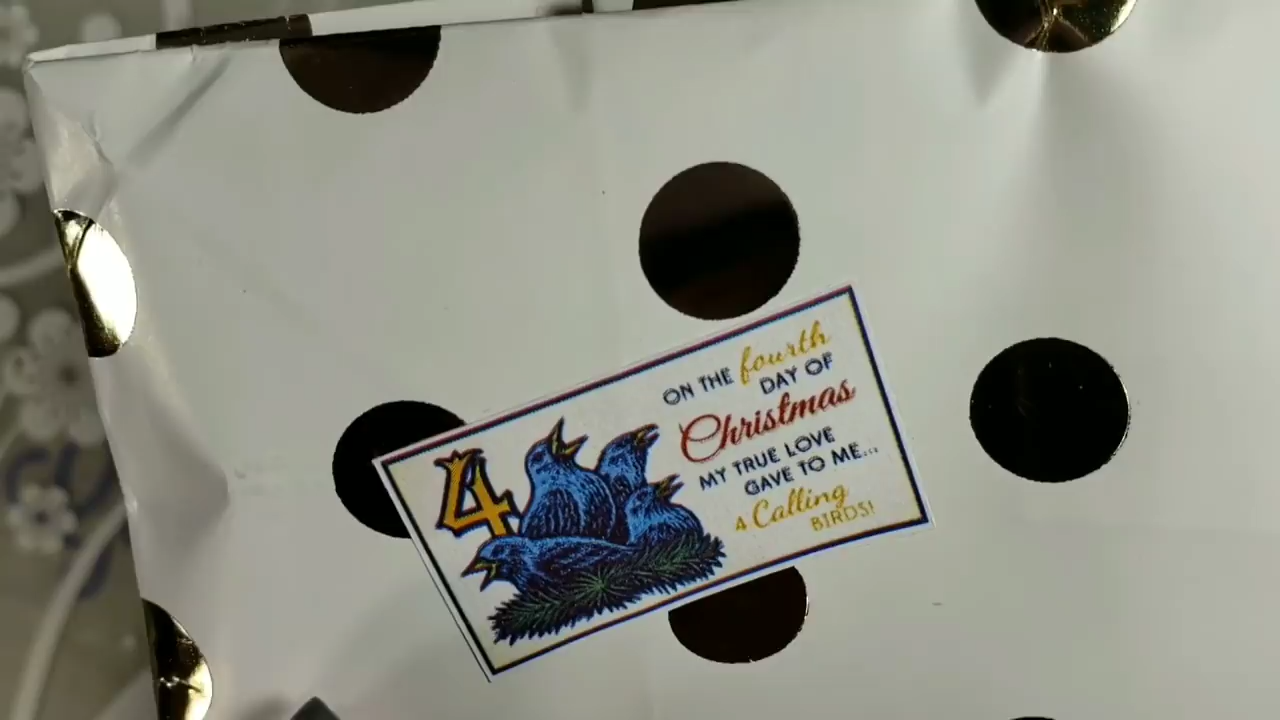 4
ON THE fourth
DAY OF
Christmas
MY TRUE LOVE
GAVE TO ME...
4 Calling
BIRDS!